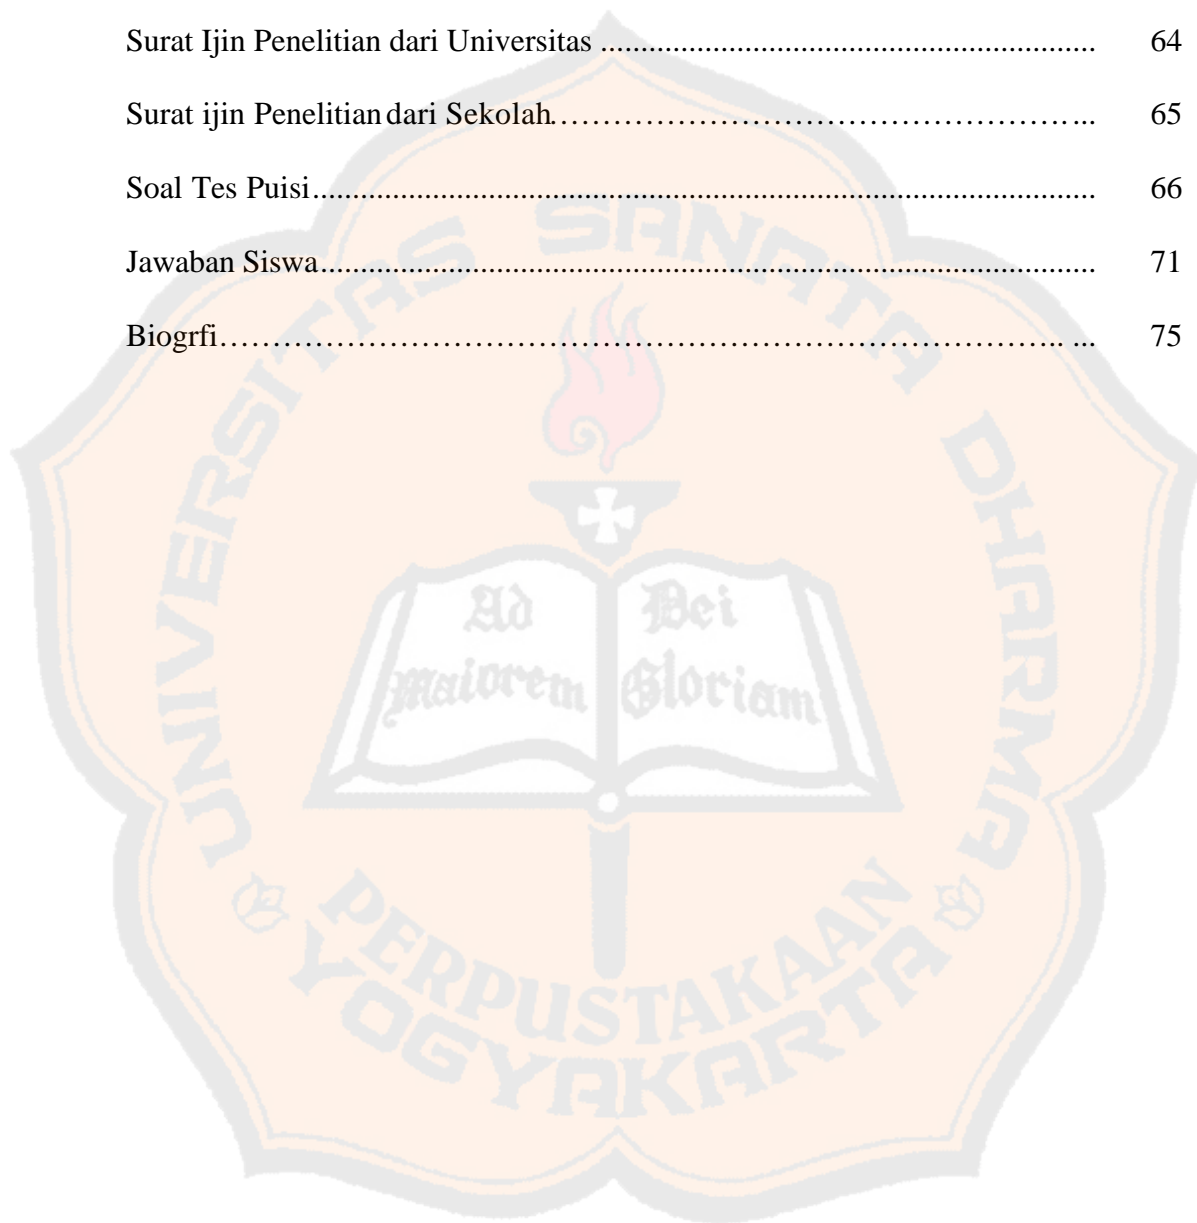 Surat Ijin Penelitian dari Universitas ............................................................... 64
Surat ijin Penelitian dari Sekolah…………………………………………….... 65
Soal Tes Puisi.................................................................................................... 66
Jawaban Siswa................................................................................................... 71
Biogrfi……………………………………………………………………….. ... 75
UNIVERSITAS SANATA DHARMA
Ad Dei
maiorem Gloriam
PERPUSTAKAAN
YOGYAKARTA